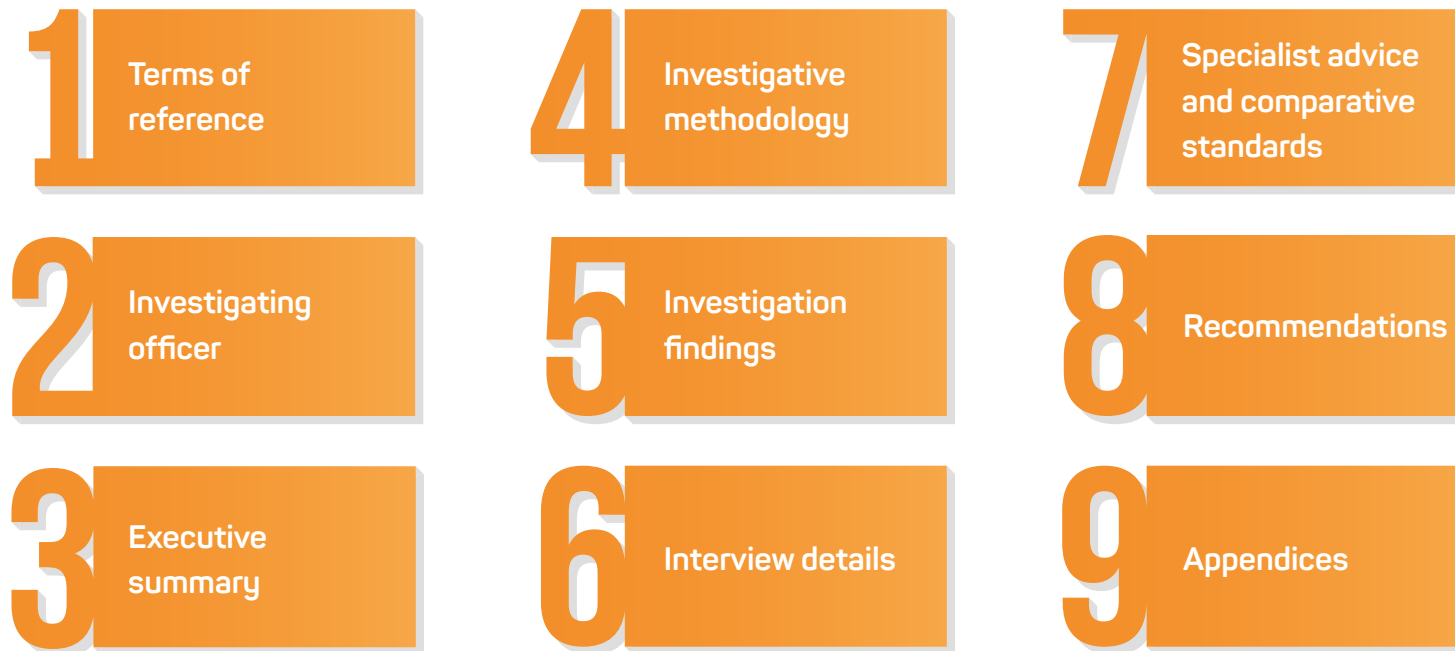 1
Terms of
reference
2
Investigating
officer
3
Executive
summary
4
Investigative
methodology
5
Investigation
findings
6
Interview details
7
Specialist advice
and comparative
standards
8
Recommendations
9
Appendices